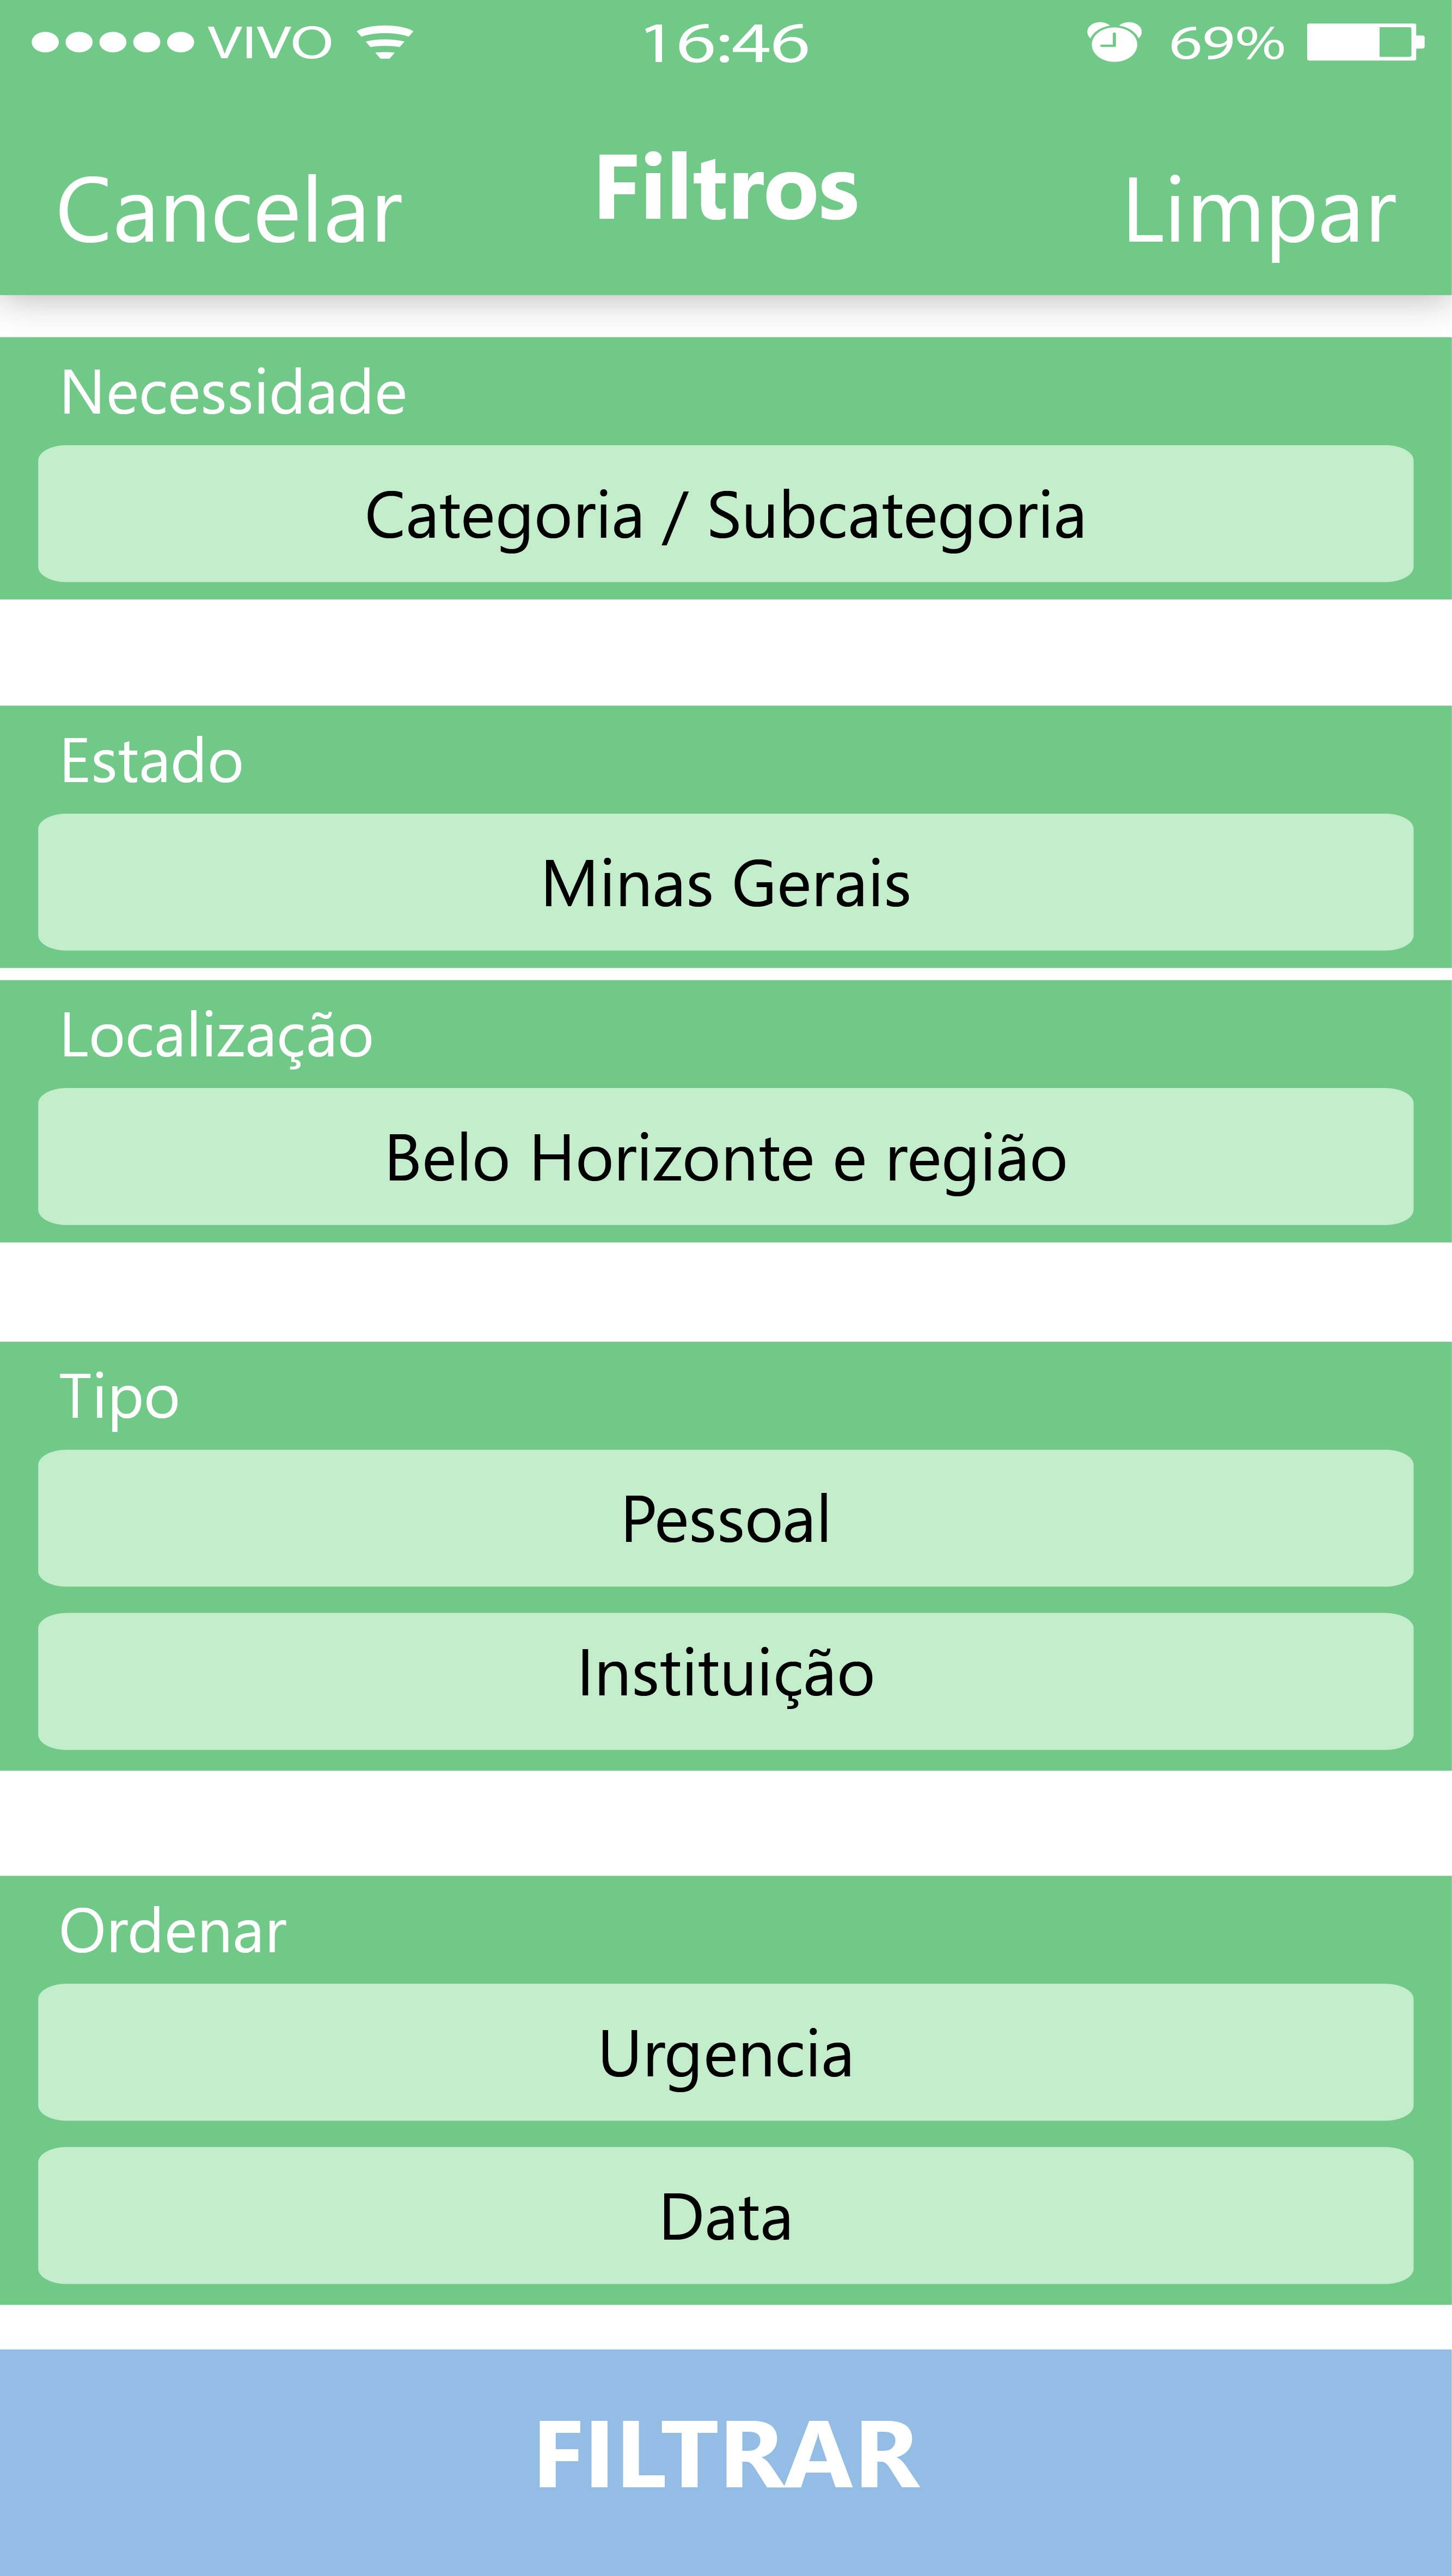 VIVO 16:46 69%
Cancelar Filtros Limpar
Necessidade
Categoria / Subcategoria
Estado
Minas Gerais
Localização
Belo Horizonte e região
Tipo
Pessoal
Instituição
Ordenar
Urgencia
Data
FILTRAR